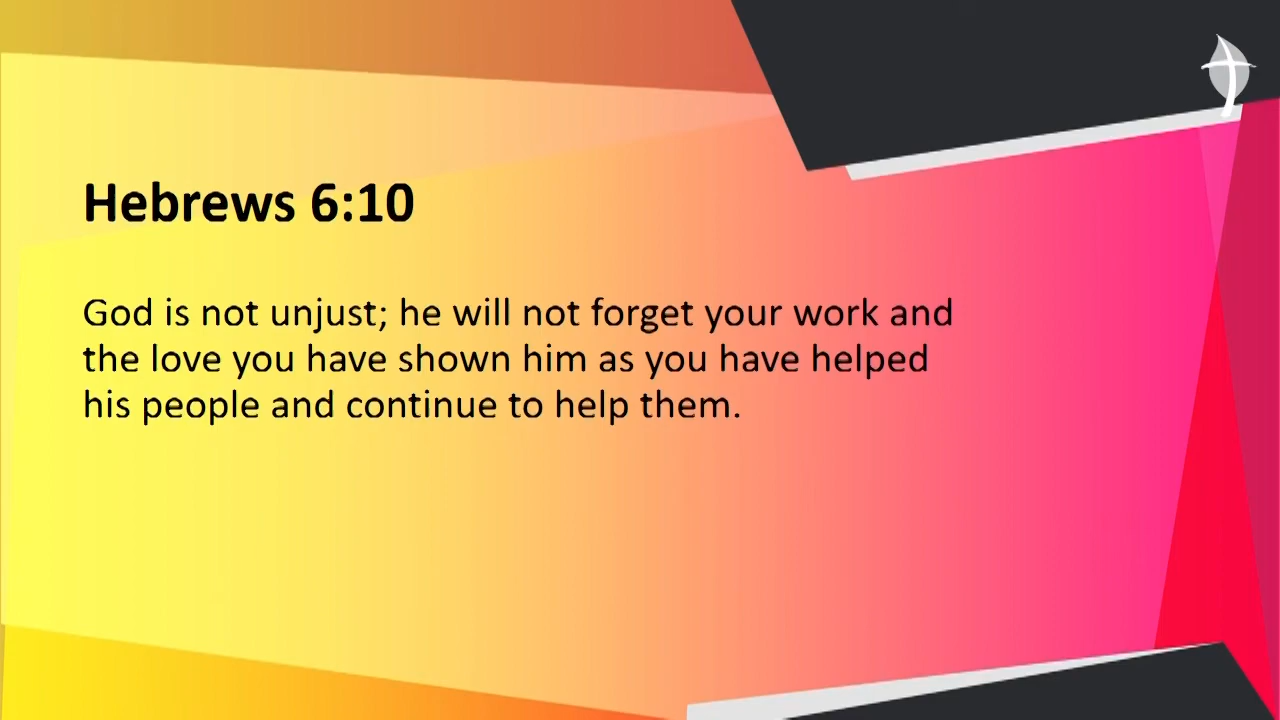 Hebrews 6:10
God is not unjust; he will not forget your work and
the love you have shown him as you have helped
his people and continue to help them.